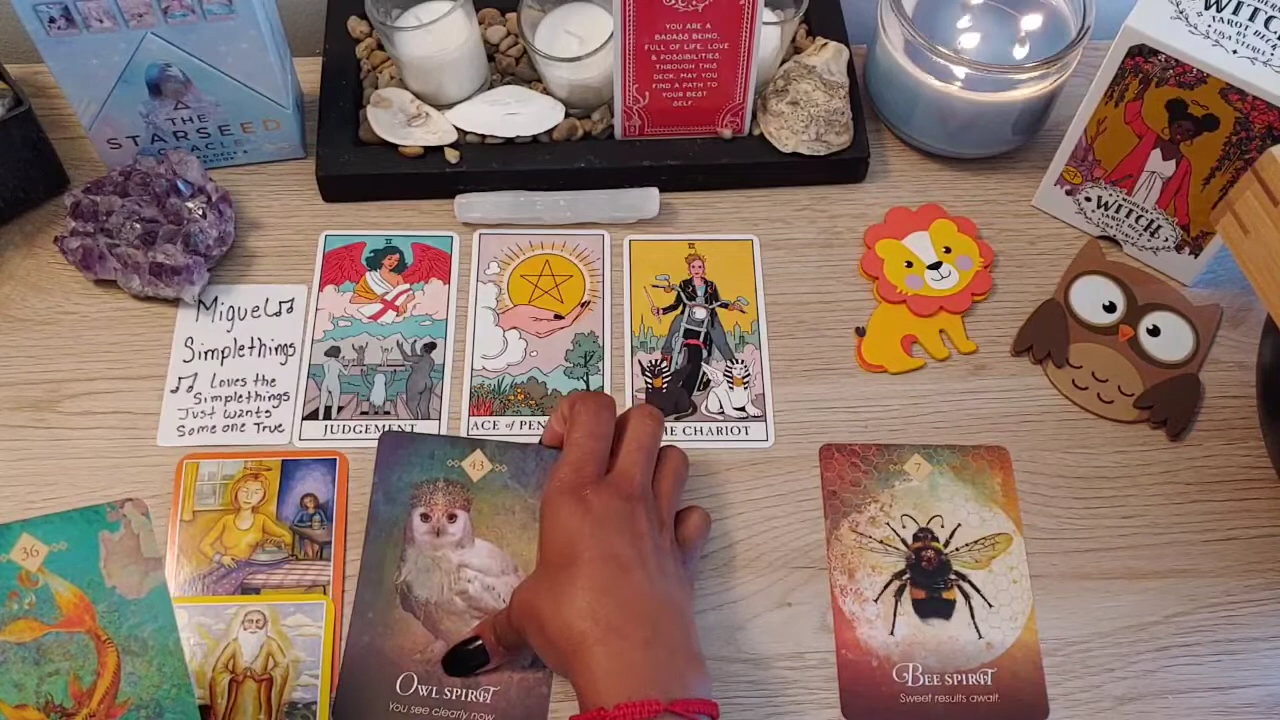 THE
STARSEED
ORACLE
YOU ARE A
BADASS BEING,
FULL OF LIFE, LOVE
& POSSIBILITIES.
THROUGH THIS
DECK, MAY YOU
FIND A PATH TO
YOUR BEST
SELF...
WITCH
TAROT DECK
LISA STERLE
MODERN
WITCH
TAROT DECK
Miguel♫
Simplethings
♫ Loves the
Simplethings
Just wants
Someone True
JUDGEMENT
ACE of PEN
THE CHARIOT
36
43
OWL SPIRIT
You see clearly now
7
BEE SPIRIT
Sweet results await.